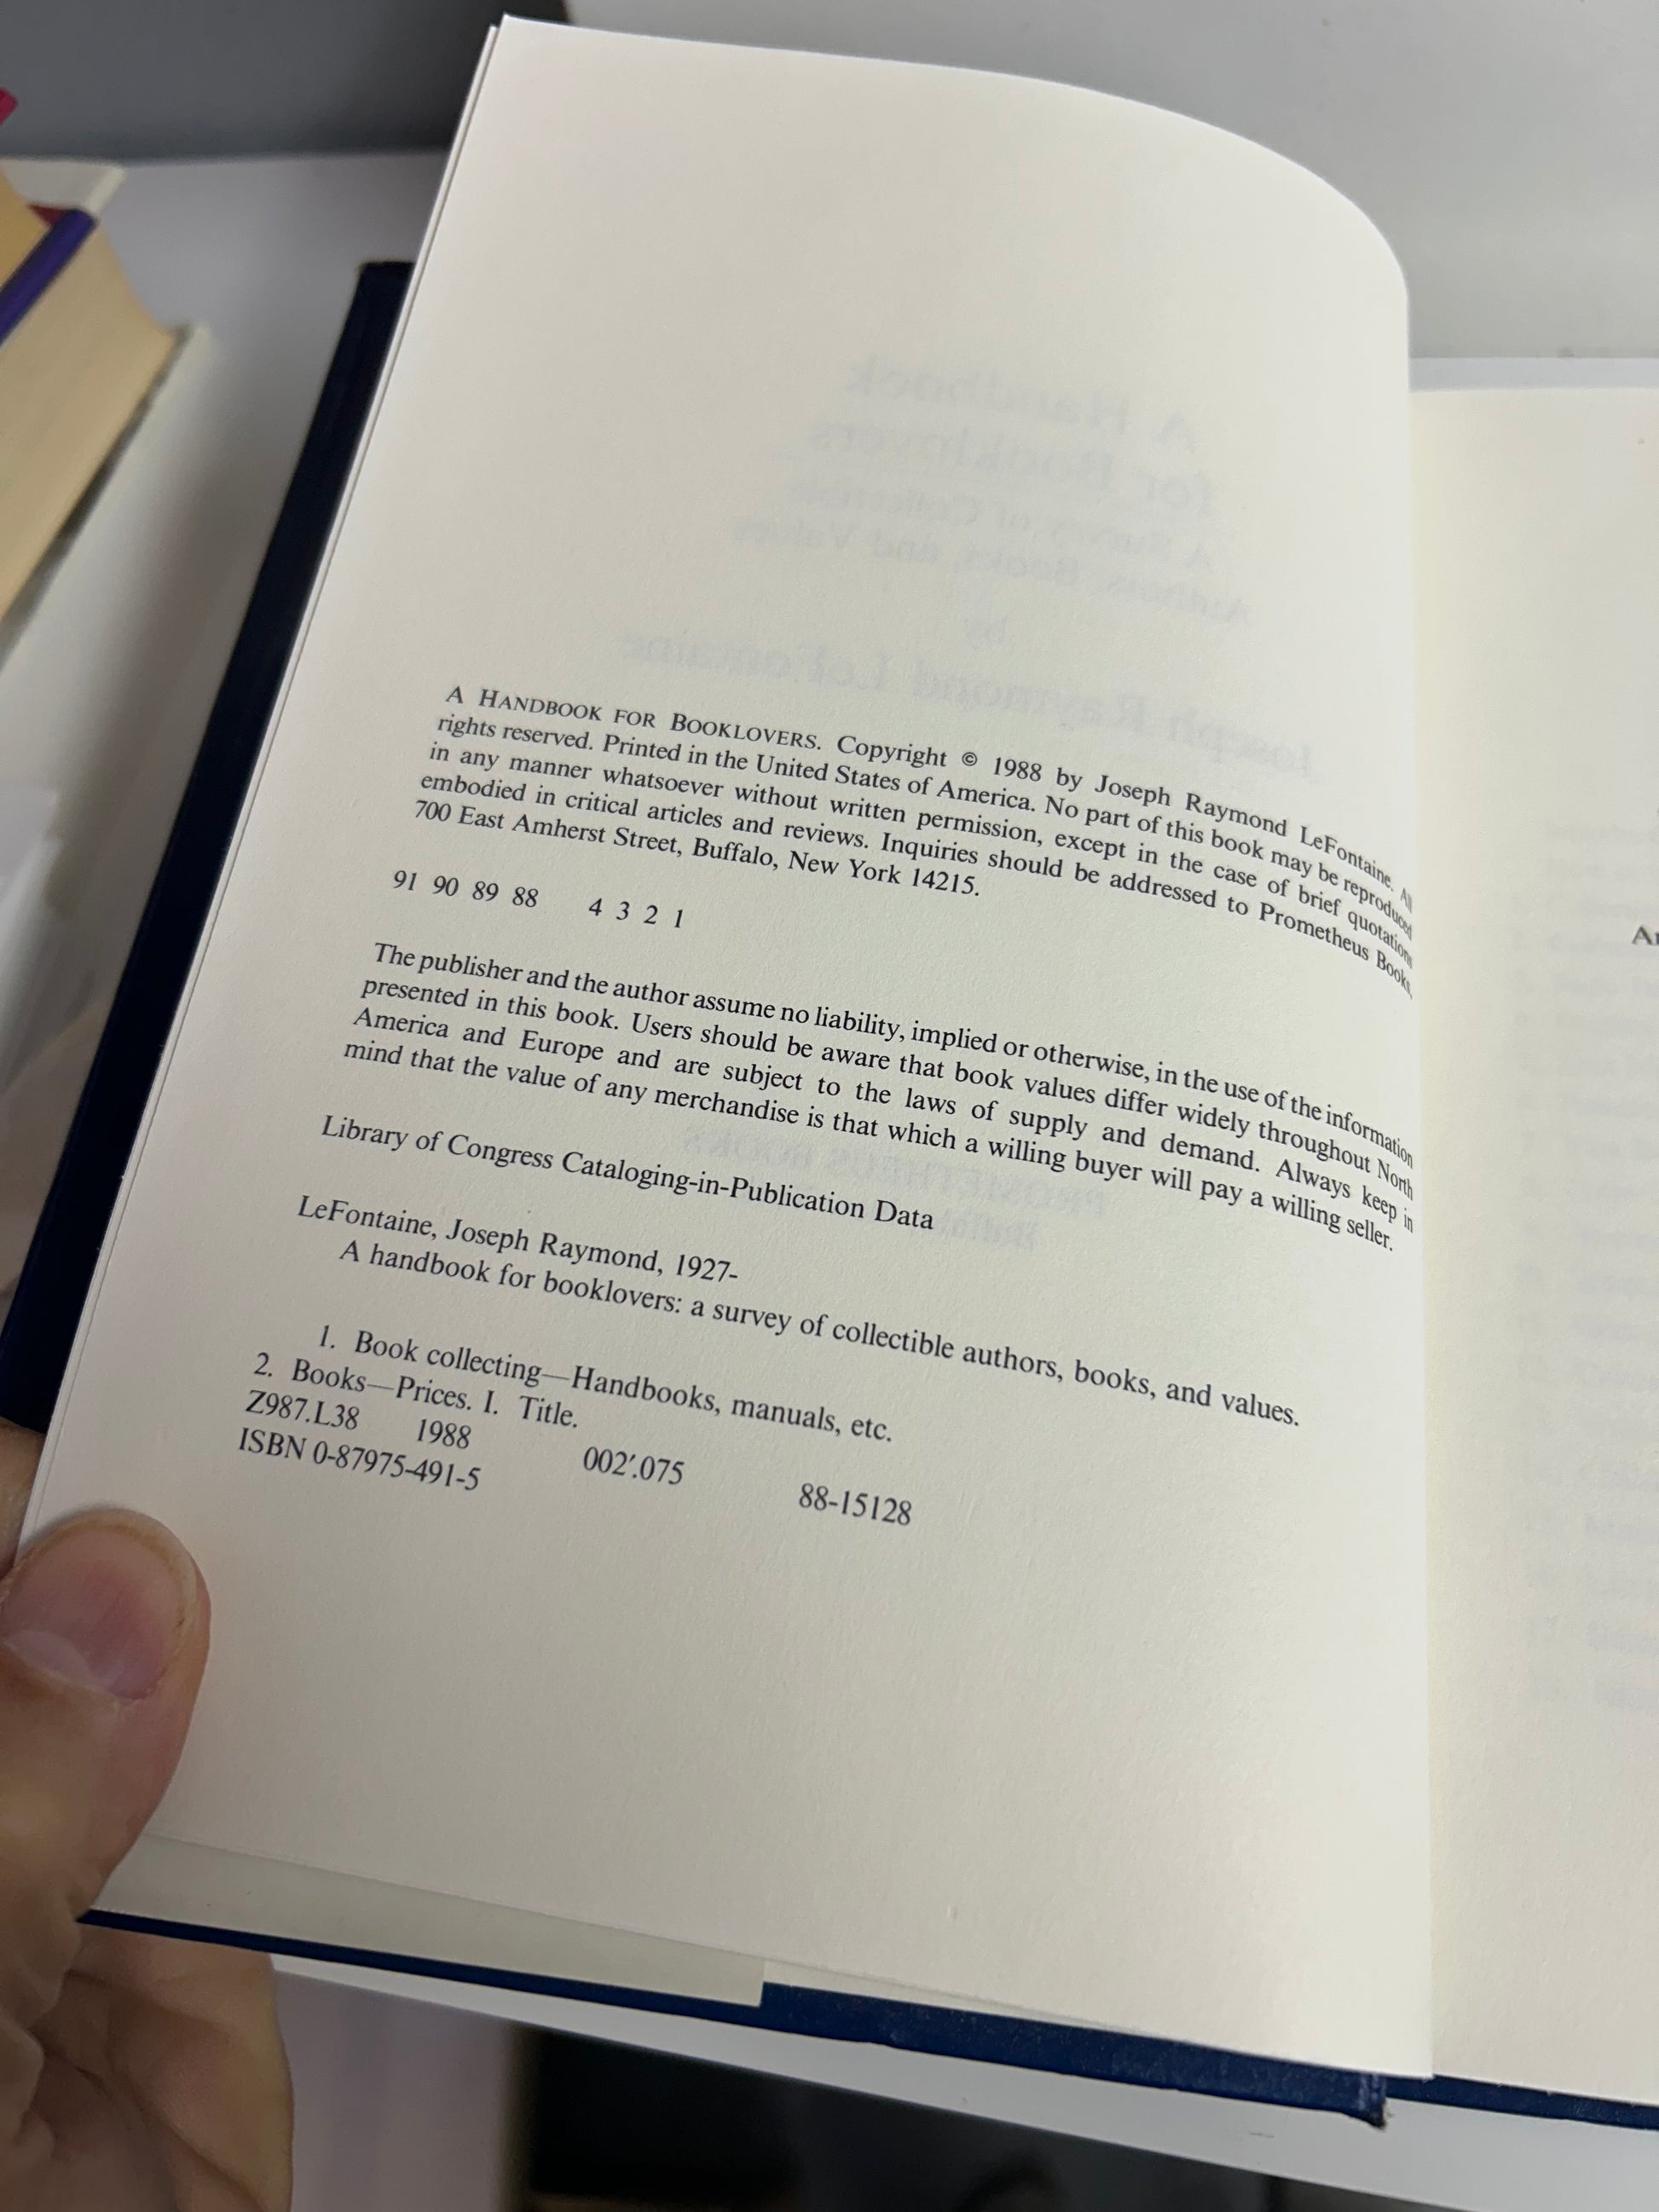 A HANDBOOK FOR BOOKLOVERS. Copyright © 1988 by Joseph Raymond LeFontaine. All
rights reserved. Printed in the United States of America. No part of this book may be reproduced
in any manner whatsoever without written permission, except in the case of brief quotations
embodied in critical articles and reviews. Inquiries should be addressed to Prometheus Books,
700 East Amherst Street, Buffalo, New York 14215.
91 90 89 88 4 3 2 1
The publisher and the author assume no liability, implied or otherwise, in the use of the information
presented in this book. Users should be aware that book values differ widely throughout North
America and Europe and are subject to the laws of supply and demand. Always keep in
mind that the value of any merchandise is that which a willing buyer will pay a willing seller.
Library of Congress Cataloging-in-Publication Data
LeFontaine, Joseph Raymond, 1927-
A handbook for booklovers: a survey of collectible authors, books, and values.
1. Book collecting—Handbooks, manuals, etc.
2. Books—Prices. I. Title.
Z987.L38 1988 002'.075 88-15128
ISBN 0-87975-491-5